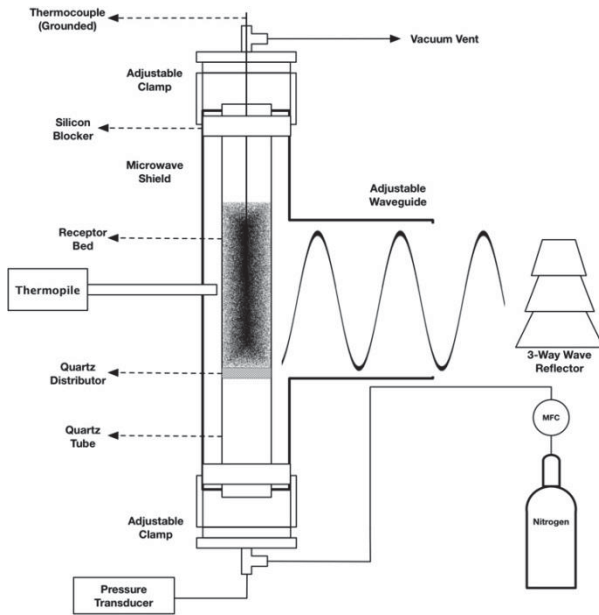 Thermocouple
(Grounded)
Vacuum Vent
Adjustable
Clamp
Silicon
Blocker
Microwave
Shield
Adjustable
Waveguide
Receptor
Bed
Thermopile
3-Way Wave
Reflector
Quartz
Distributor
MFC
Quartz
Tube
Nitrogen
Adjustable
Clamp
Pressure
Transducer